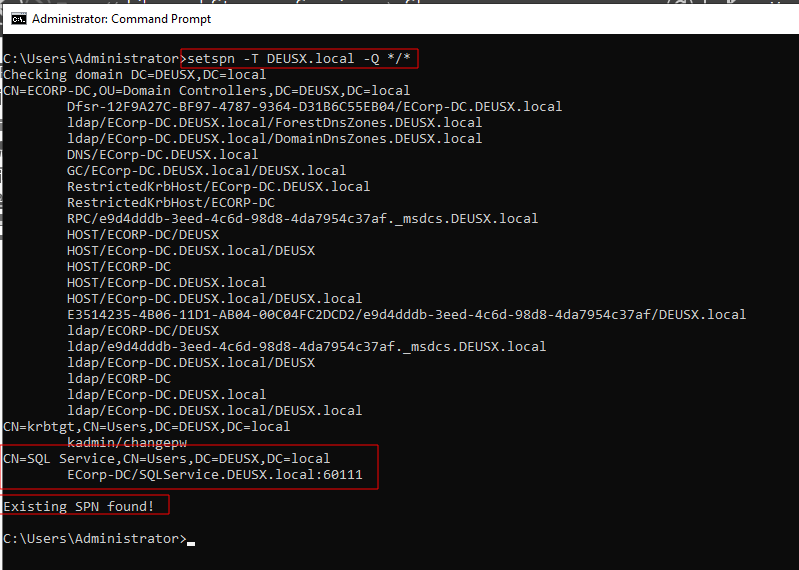 Administrator: Command Prompt
C:\Users\Administrator>setspn -T DEUSX.local -Q */*
Checking domain DC=DEUSX,DC=local
CN=ECORP-DC,OU=Domain Controllers,DC=DEUSX,DC=local
Dfsr-12F9A27C-BF97-4787-9364-D31B6C55EB04/ECorp-DC.DEUSX.local
ldap/ECorp-DC.DEUSX.local/ForestDnsZones.DEUSX.local
ldap/ECorp-DC.DEUSX.local/DomainDnsZones.DEUSX.local
DNS/ECorp-DC.DEUSX.local
GC/ECorp-DC.DEUSX.local/DEUSX.local
RestrictedKrbHost/ECorp-DC.DEUSX.local
RestrictedKrbHost/ECORP-DC
RPC/e9d4dddb-3eed-4c6d-98d8-4da7954c37af._msdcs.DEUSX.local
HOST/ECORP-DC/DEUSX
HOST/ECorp-DC.DEUSX.local/DEUSX
HOST/ECORP-DC
HOST/ECorp-DC.DEUSX.local
HOST/ECorp-DC.DEUSX.local/DEUSX.local
E3514235-4B06-11D1-AB04-00C04FC2DCD2/e9d4dddb-3eed-4c6d-98d8-4da7954c37af/DEUSX.local
ldap/ECORP-DC/DEUSX
ldap/e9d4dddb-3eed-4c6d-98d8-4da7954c37af._msdcs.DEUSX.local
ldap/ECorp-DC.DEUSX.local/DEUSX
ldap/ECORP-DC
ldap/ECorp-DC.DEUSX.local
ldap/ECorp-DC.DEUSX.local/DEUSX.local
CN=krbtgt,CN=Users,DC=DEUSX,DC=local
kadmin/changepw
CN=SQL Service,CN=Users,DC=DEUSX,DC=local
ECorp-DC/SQLService.DEUSX.local:60111
Existing SPN found!
C:\Users\Administrator>